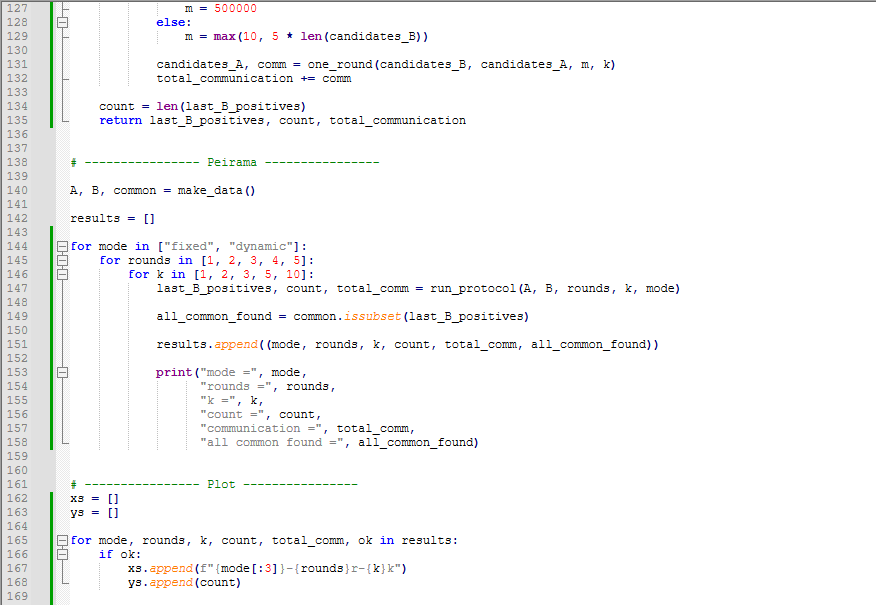 127 m = 500000
128 else:
129 m = max(10, 5 * len(candidates_B))
130
131 candidates_A, comm = one_round(candidates_B, candidates_A, m, k)
132 total_communication += comm
133
134 count = len(last_B_positives)
135 return last_B_positives, count, total_communication
136
137
138 # ---------------- Peirama ----------------
139
140 A, B, common = make_data()
141
142 results = []
143
144 for mode in ["fixed", "dynamic"]:
145 for rounds in [1, 2, 3, 4, 5]:
146 for k in [1, 2, 3, 5, 10]:
147 last_B_positives, count, total_comm = run_protocol(A, B, rounds, k, mode)
148
149 all_common_found = common.issubset(last_B_positives)
150
151 results.append((mode, rounds, k, count, total_comm, all_common_found))
152
153 print("mode =", mode,
154 "rounds =", rounds,
155 "k =", k,
156 "count =", count,
157 "communication =", total_comm,
158 "all common found =", all_common_found)
159
160
161 # ---------------- Plot ----------------
162 xs = []
163 ys = []
164
165 for mode, rounds, k, count, total_comm, ok in results:
166 if ok:
167 xs.append(f"{mode[:3]}-{rounds}r-{k}k")
168 ys.append(count)
169